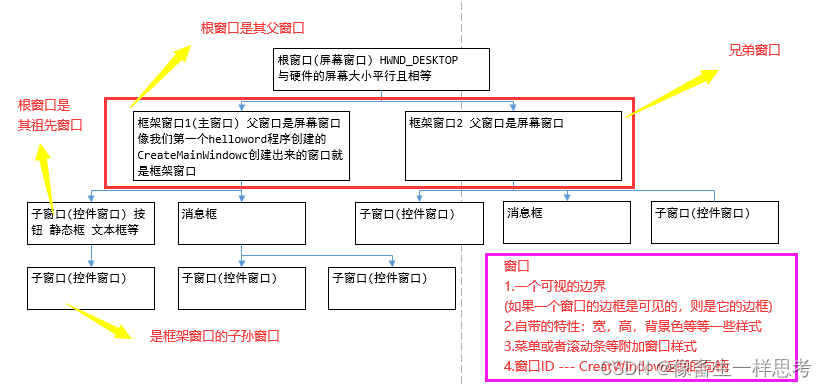 根窗口是其父窗口
根窗口(屏幕窗口) HWND_DESKTOP
与硬件的屏幕大小平行且相等
兄弟窗口
根窗口是
其祖先窗口
框架窗口1(主窗口) 父窗口是屏幕窗口
像我们第一个helloword程序创建的
CreateMainWindowc创建出来的窗口就
是框架窗口
框架窗口2 父窗口是屏幕窗口
子窗口(控件窗口) 按
钮 静态框 文本框等
消息框
子窗口(控件窗口)
消息框
子窗口(控件窗口)
子窗口(控件窗口)
子窗口(控件窗口)
子窗口(控件窗口)
是框架窗口的子孙窗口
窗口
1.一个可视的边界
(如果一个窗口的边框是可见的，则是它的边框)
2.自带的特性：宽，高，背景色等等一些样式
3.菜单或者滚动条等附加窗口样式
4.窗口ID ---
CSDN @像番茄一样思考